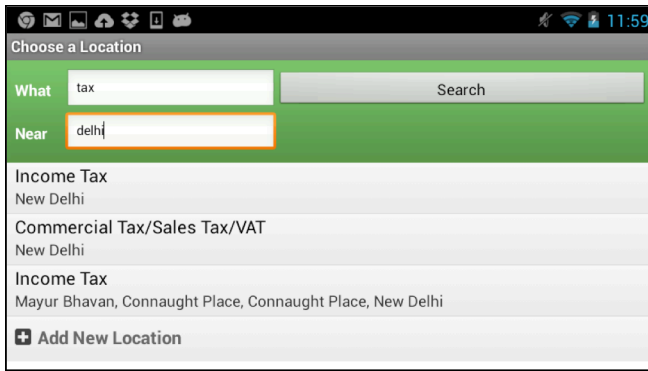 11:59
Choose a Location
What tax Search
Near delhi
Income Tax
New Delhi
Commercial Tax/Sales Tax/VAT
New Delhi
Income Tax
Mayur Bhavan, Connaught Place, Connaught Place, New Delhi
Add New Location